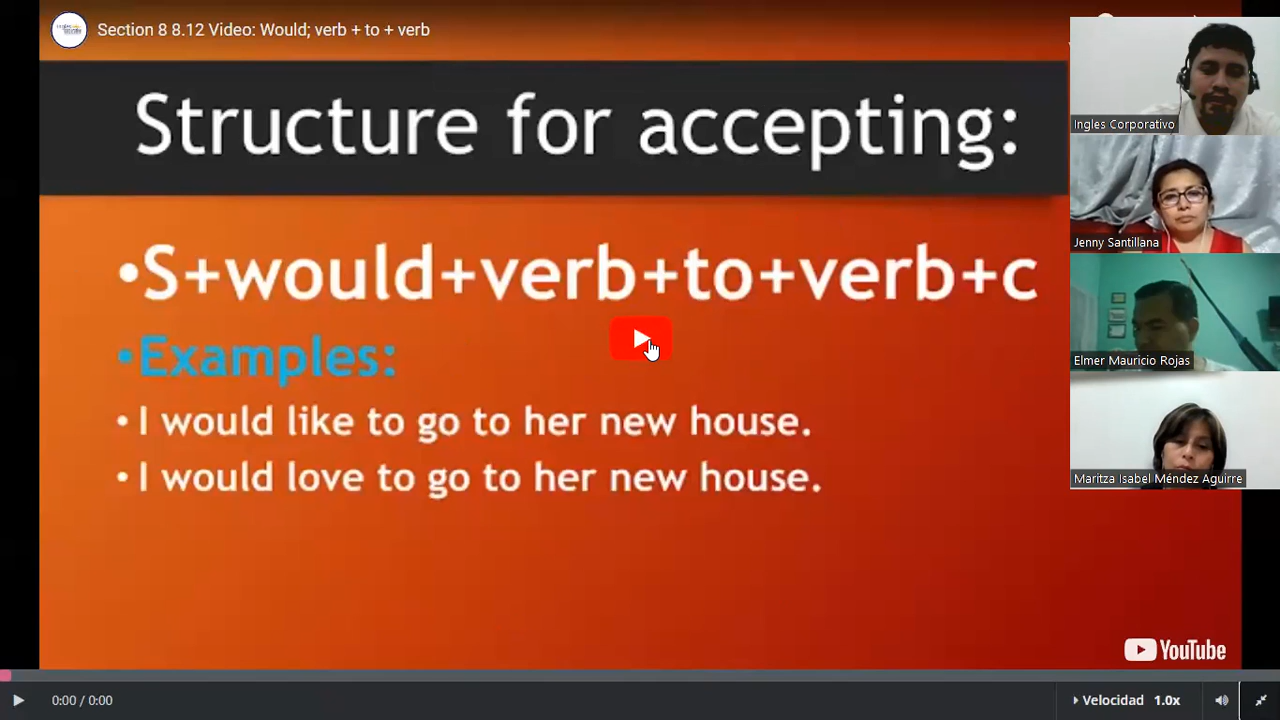 Section 8 8.12 Video: Would; verb + to + verb
Structure for accepting:
•S+would+verb+to+verb+c
•Examples:
• I would like to go to her new house.
• I would love to go to her new house.
Ingles Corporativo
Jenny Santillana
Elmer Mauricio Rojas
Maritza Isabel Méndez Aguirre
YouTube
0:00 / 0:00
Velocidad 1.0x